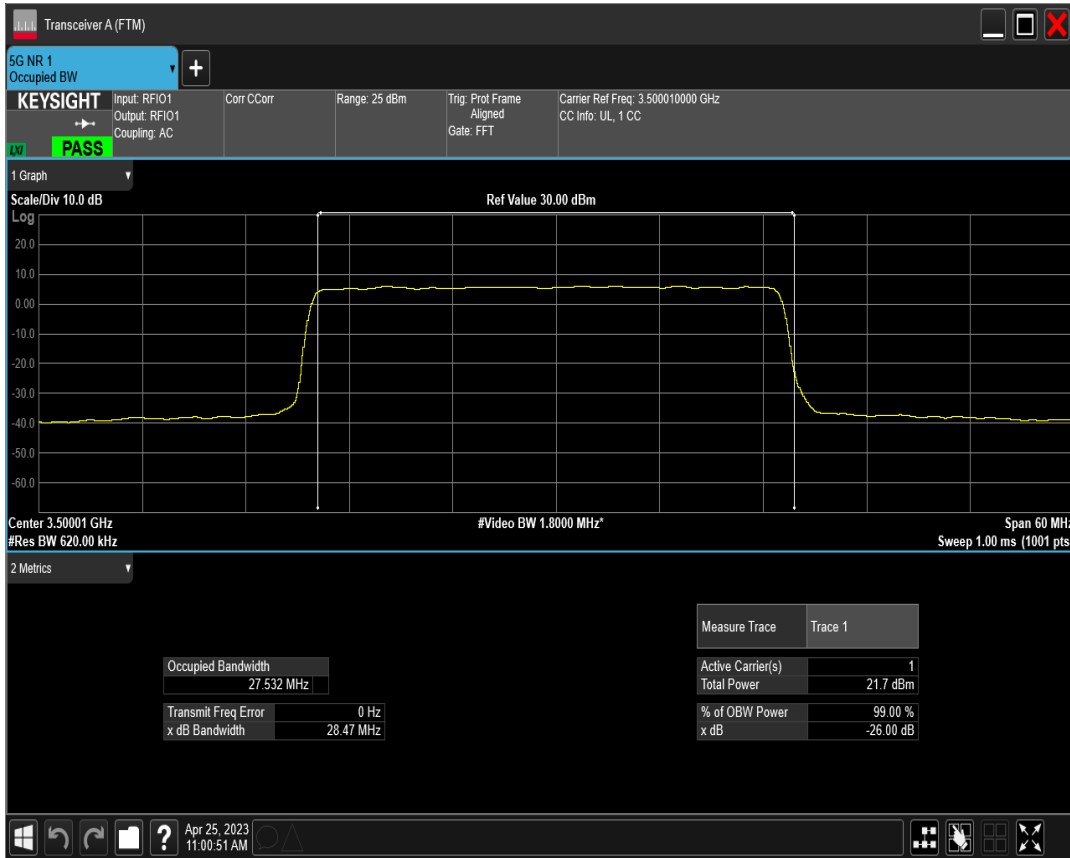 Transceiver A (FTM)
5G NR 1
Occupied BW
KEYSIGHT
LXI
PASS
Input: RFIO1
Output: RFIO1
Coupling: AC
Corr CCorr
Range: 25 dBm
Trig: Prot Frame
Aligned
Gate: FFT
Carrier Ref Freq: 3.500010000 GHz
CC Info: UL, 1 CC
1 Graph
Scale/Div 10.0 dB
Ref Value 30.00 dBm
Log
20.0
10.0
0.00
-10.0
-20.0
-30.0
-40.0
-50.0
-60.0
Center 3.50001 GHz
#Video BW 1.8000 MHz*
Span 60 MHz
#Res BW 620.00 kHz
Sweep 1.00 ms (1001 pts
2 Metrics
Measure Trace Trace 1
Occupied Bandwidth
27.532 MHz
Active Carrier(s) 1
Total Power 21.7 dBm
Transmit Freq Error 0 Hz
x dB Bandwidth 28.47 MHz
% of OBW Power 99.00 %
x dB -26.00 dB
?
Apr 25, 2023
11:00:51 AM